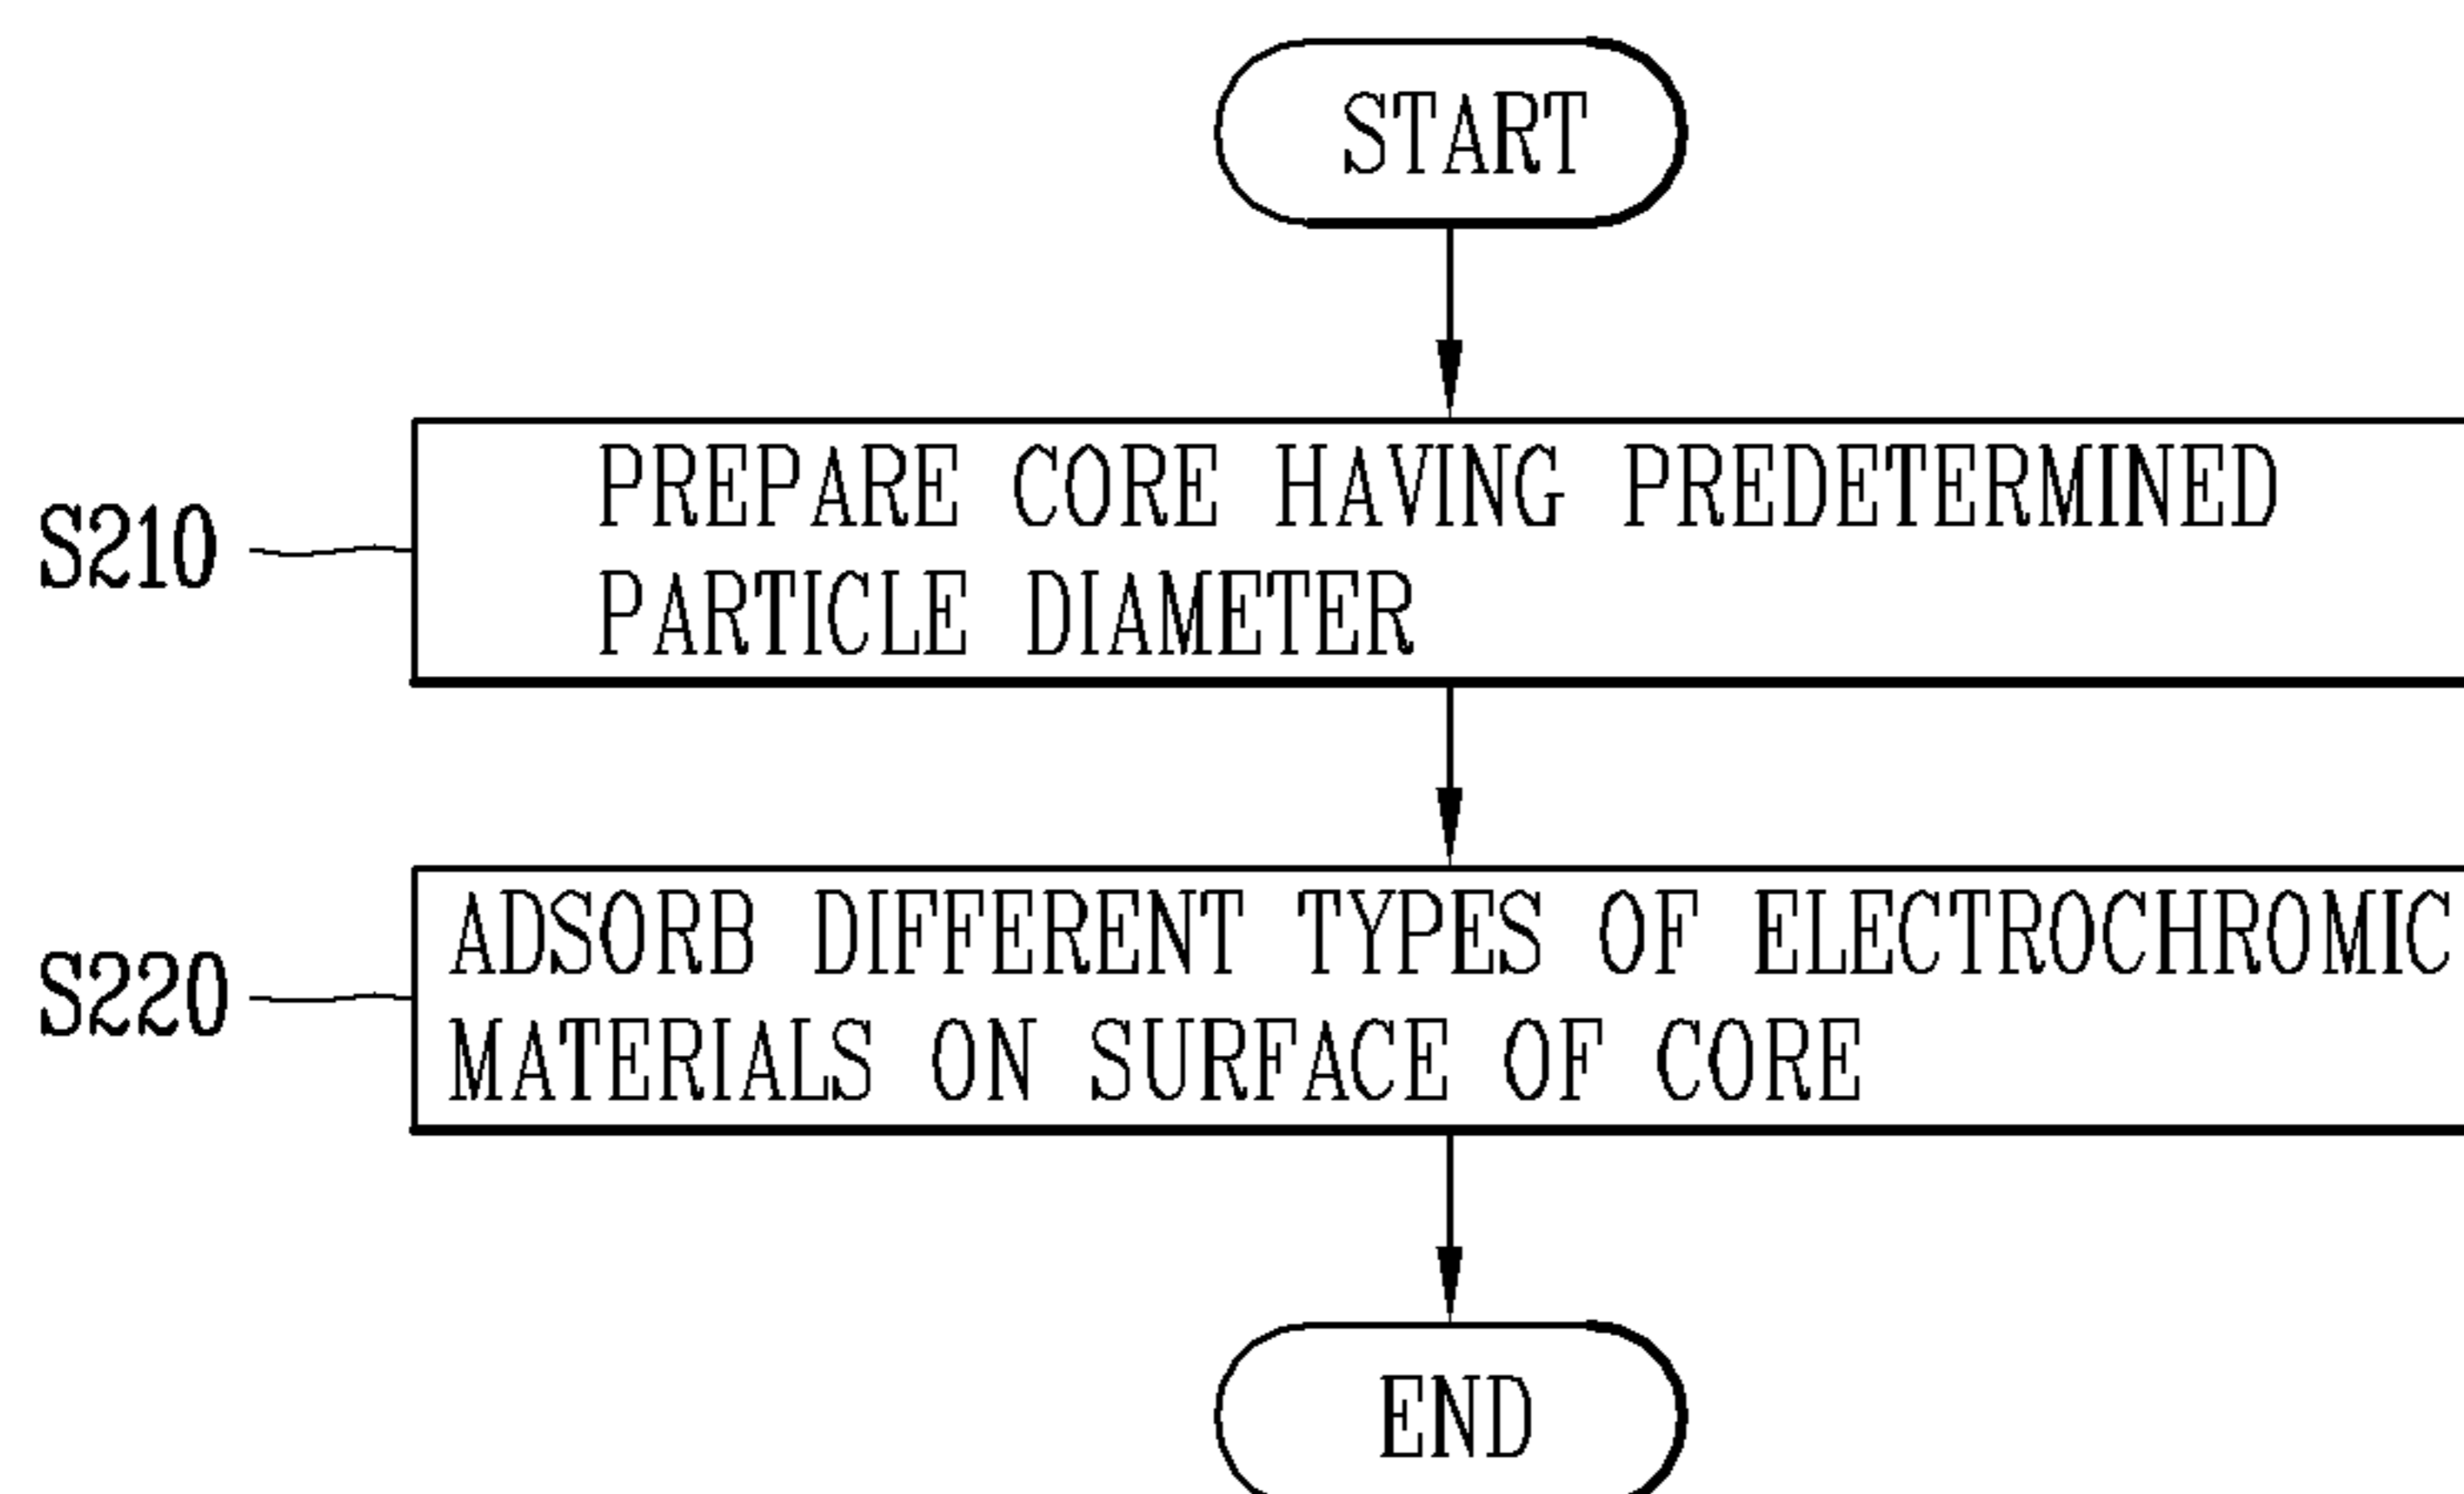 START
S210
PREPARE CORE HAVING PREDETERMINED
PARTICLE DIAMETER
S220
ADSORB DIFFERENT TYPES OF ELECTROCHROMIC
MATERIALS ON SURFACE OF CORE
END